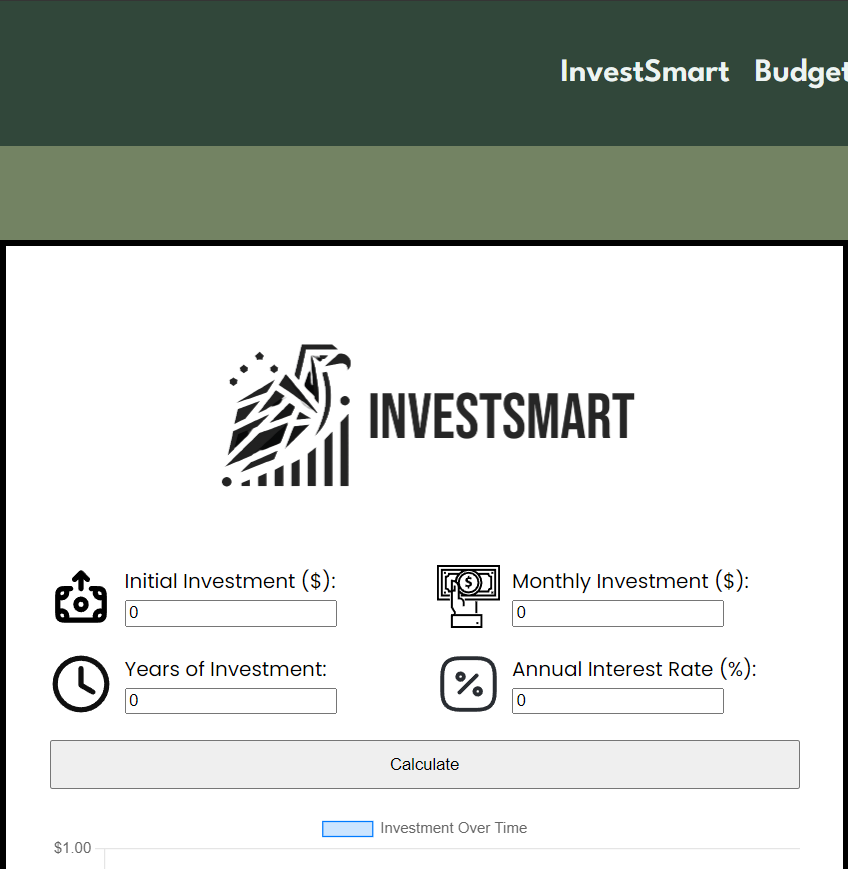 InvestSmart Budget
INVESTSMART
Initial Investment ($):
0
Monthly Investment ($):
0
Years of Investment:
0
Annual Interest Rate (%):
0
Calculate
Investment Over Time
$1.00